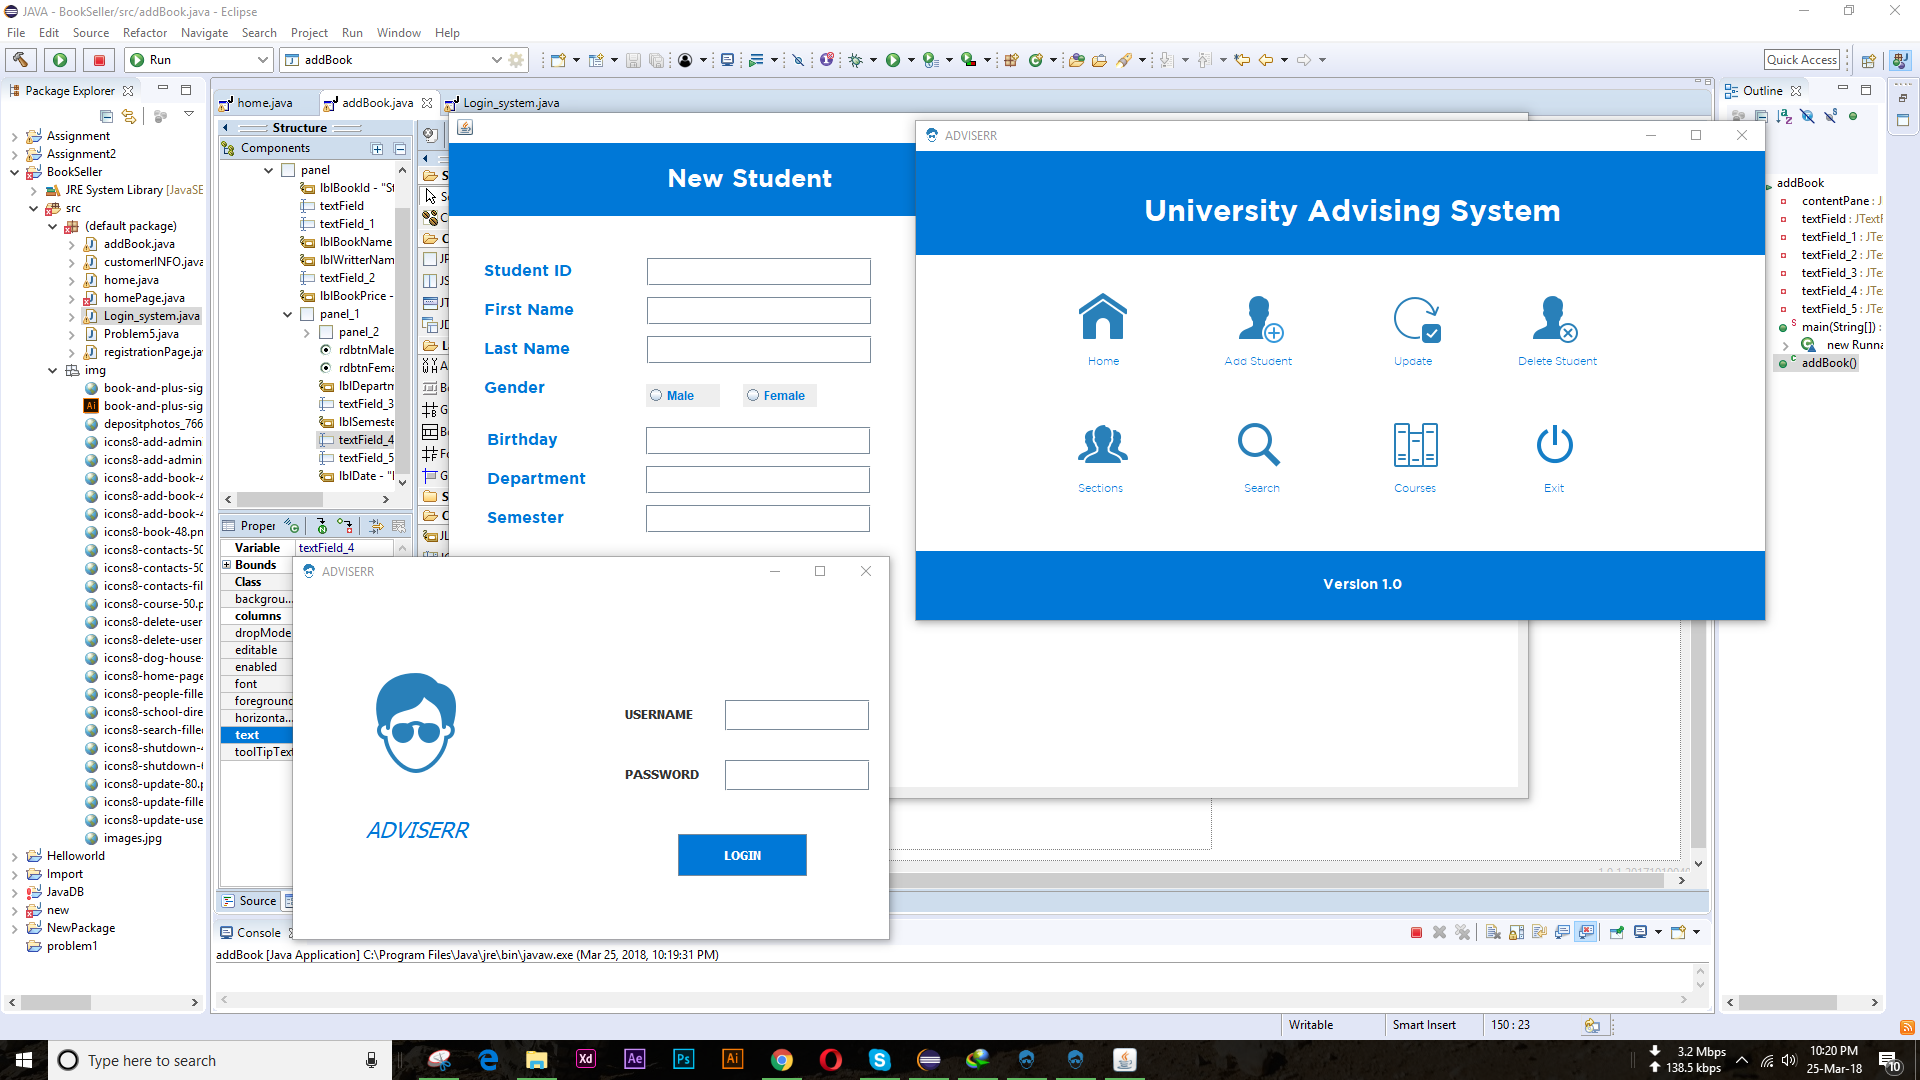 JAVA - BookSeller/src/addBook.java - Eclipse
File Edit Source Refactor Navigate Search Project Run Window Help
Run
addBook
Quick Access
Package Explorer
Assignment
Assignment2
BookSeller
JRE System Library [JavaSE
src
(default package)
addBook.java
customerINFO.java
home.java
homePage.java
Login_system.java
Problem5.java
registrationPage.ja
img
book-and-plus-sig
book-and-plus-sig
depositphotos_766
icons8-add-admin
icons8-add-admin
icons8-add-book-4
icons8-add-book-4
icons8-add-book-4
icons8-book-48.pn
icons8-contacts-50
icons8-contacts-50
icons8-contacts-fil
icons8-course-50.p
icons8-delete-user
icons8-delete-user
icons8-dog-house-
icons8-home-page
icons8-people-fille
icons8-school-dire
icons8-search-filled
icons8-shutdown-4
icons8-shutdown-
icons8-update-80.p
icons8-update-fille
icons8-update-use
images.jpg
Helloworld
Import
JavaDB
new
NewPackage
problem1
home.java
addBook.java
Login_system.java
Structure
Components
panel
lblBookId - "St
textField
textField_1
lblBookName
lblWritterNam
textField_2
lblBookPrice -
panel_1
panel_2
rdbtnMale
rdbtnFema
lblDepartm
textField_3
lblSemeste
textField_4
textField_5
lblDate - "
Proper
Variable textField_4
Bounds
Class
backgrou...
columns
dropMode
editable
enabled
font
foreground
horizonta...
text
toolTipText
Source
New Student
Student ID
First Name
Last Name
Gender
Male
Female
Birthday
Department
Semester
ADVISERR
University Advising System
Home
Add Student
Update
Delete Student
Sections
Search
Courses
Exit
Version 1.0
ADVISERR
ADVISERR
USERNAME
PASSWORD
LOGIN
Outline
addBook
contentPane : J
textField : JTextF
textField_1 : JTe
textField_2 : JTe
textField_3 : JTe
textField_4 : JTe
textField_5 : JTe
main(String[]) :
new Runna
addBook()
Console
addBook [Java Application] C:\Program Files\Java\jre\bin\javaw.exe (Mar 25, 2018, 10:19:31 PM)
Writable
Smart Insert
150 : 23
Type here to search
Xd
Ae
Ps
Ai
3.2 Mbps
138.5 kbps
10:20 PM
25-Mar-18
10